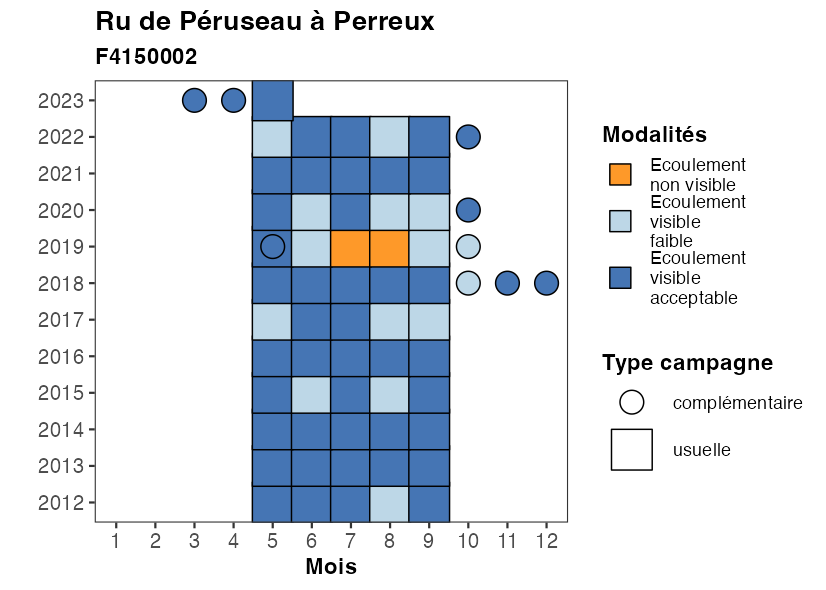 Ru de Péruseau à Perreux
F4150002
2023
2022
2021
2020
2019
2018
2017
2016
2015
2014
2013
2012
1 2 3 4 5 6 7 8 9 10 11 12
Mois
Modalités
Ecoulement
non visible
Ecoulement
visible
faible
Ecoulement
visible
acceptable
Type campagne
complémentaire
usuelle